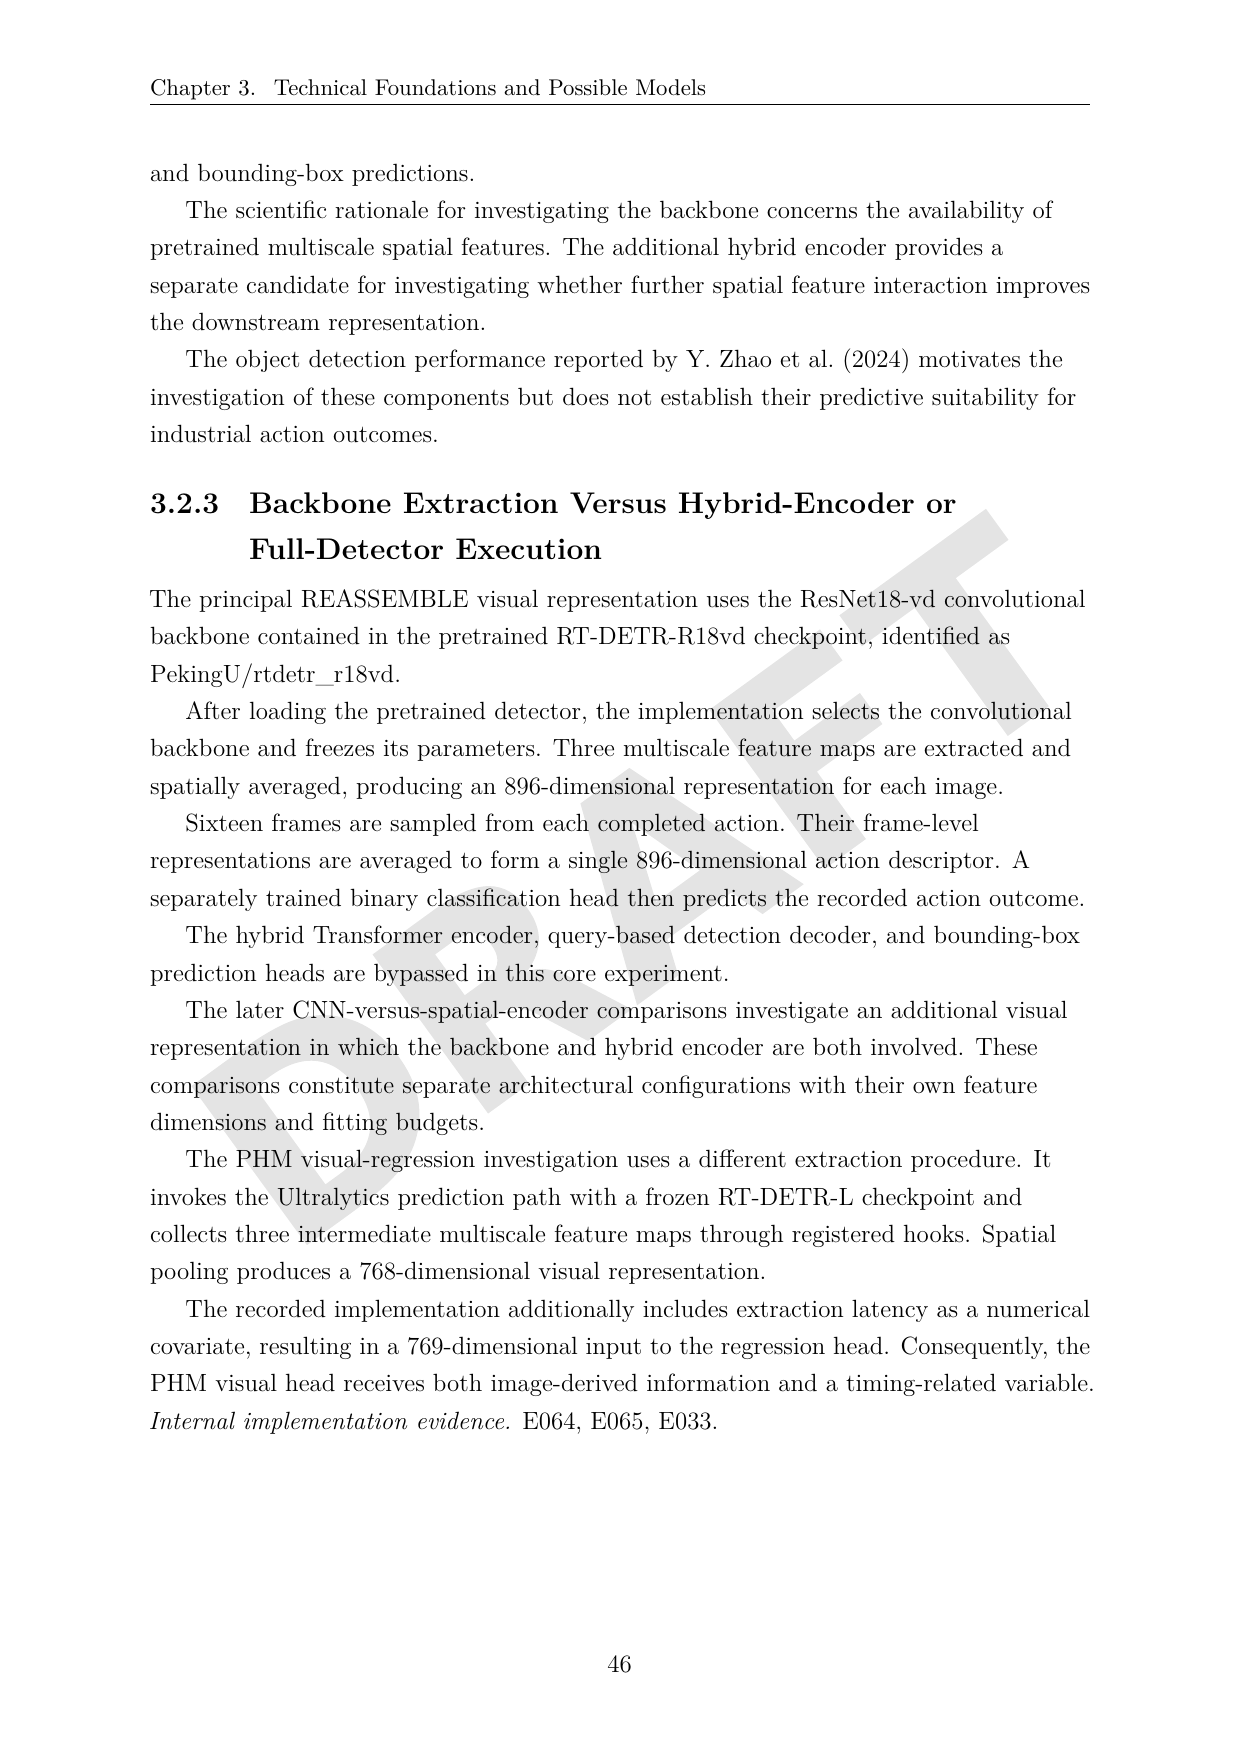 Chapter 3. Technical Foundations and Possible Models
and bounding-box predictions.
The scientific rationale for investigating the backbone concerns the availability of
pretrained multiscale spatial features. The additional hybrid encoder provides a
separate candidate for investigating whether further spatial feature interaction improves
the downstream representation.
The object detection performance reported by Y. Zhao et al. (2024) motivates the
investigation of these components but does not establish their predictive suitability for
industrial action outcomes.
3.2.3 Backbone Extraction Versus Hybrid-Encoder or
Full-Detector Execution
The principal REASSEMBLE visual representation uses the ResNet18-vd convolutional
backbone contained in the pretrained RT-DETR-R18vd checkpoint, identified as
PekingU/rtdetr_r18vd.
After loading the pretrained detector, the implementation selects the convolutional
backbone and freezes its parameters. Three multiscale feature maps are extracted and
spatially averaged, producing an 896-dimensional representation for each image.
Sixteen frames are sampled from each completed action. Their frame-level
representations are averaged to form a single 896-dimensional action descriptor. A
separately trained binary classification head then predicts the recorded action outcome.
The hybrid Transformer encoder, query-based detection decoder, and bounding-box
prediction heads are bypassed in this core experiment.
The later CNN-versus-spatial-encoder comparisons investigate an additional visual
representation in which the backbone and hybrid encoder are both involved. These
comparisons constitute separate architectural configurations with their own feature
dimensions and fitting budgets.
The PHM visual-regression investigation uses a different extraction procedure. It
invokes the Ultralytics prediction path with a frozen RT-DETR-L checkpoint and
collects three intermediate multiscale feature maps through registered hooks. Spatial
pooling produces a 768-dimensional visual representation.
The recorded implementation additionally includes extraction latency as a numerical
covariate, resulting in a 769-dimensional input to the regression head. Consequently, the
PHM visual head receives both image-derived information and a timing-related variable.
Internal implementation evidence. E064, E065, E033.
46
DRAFT